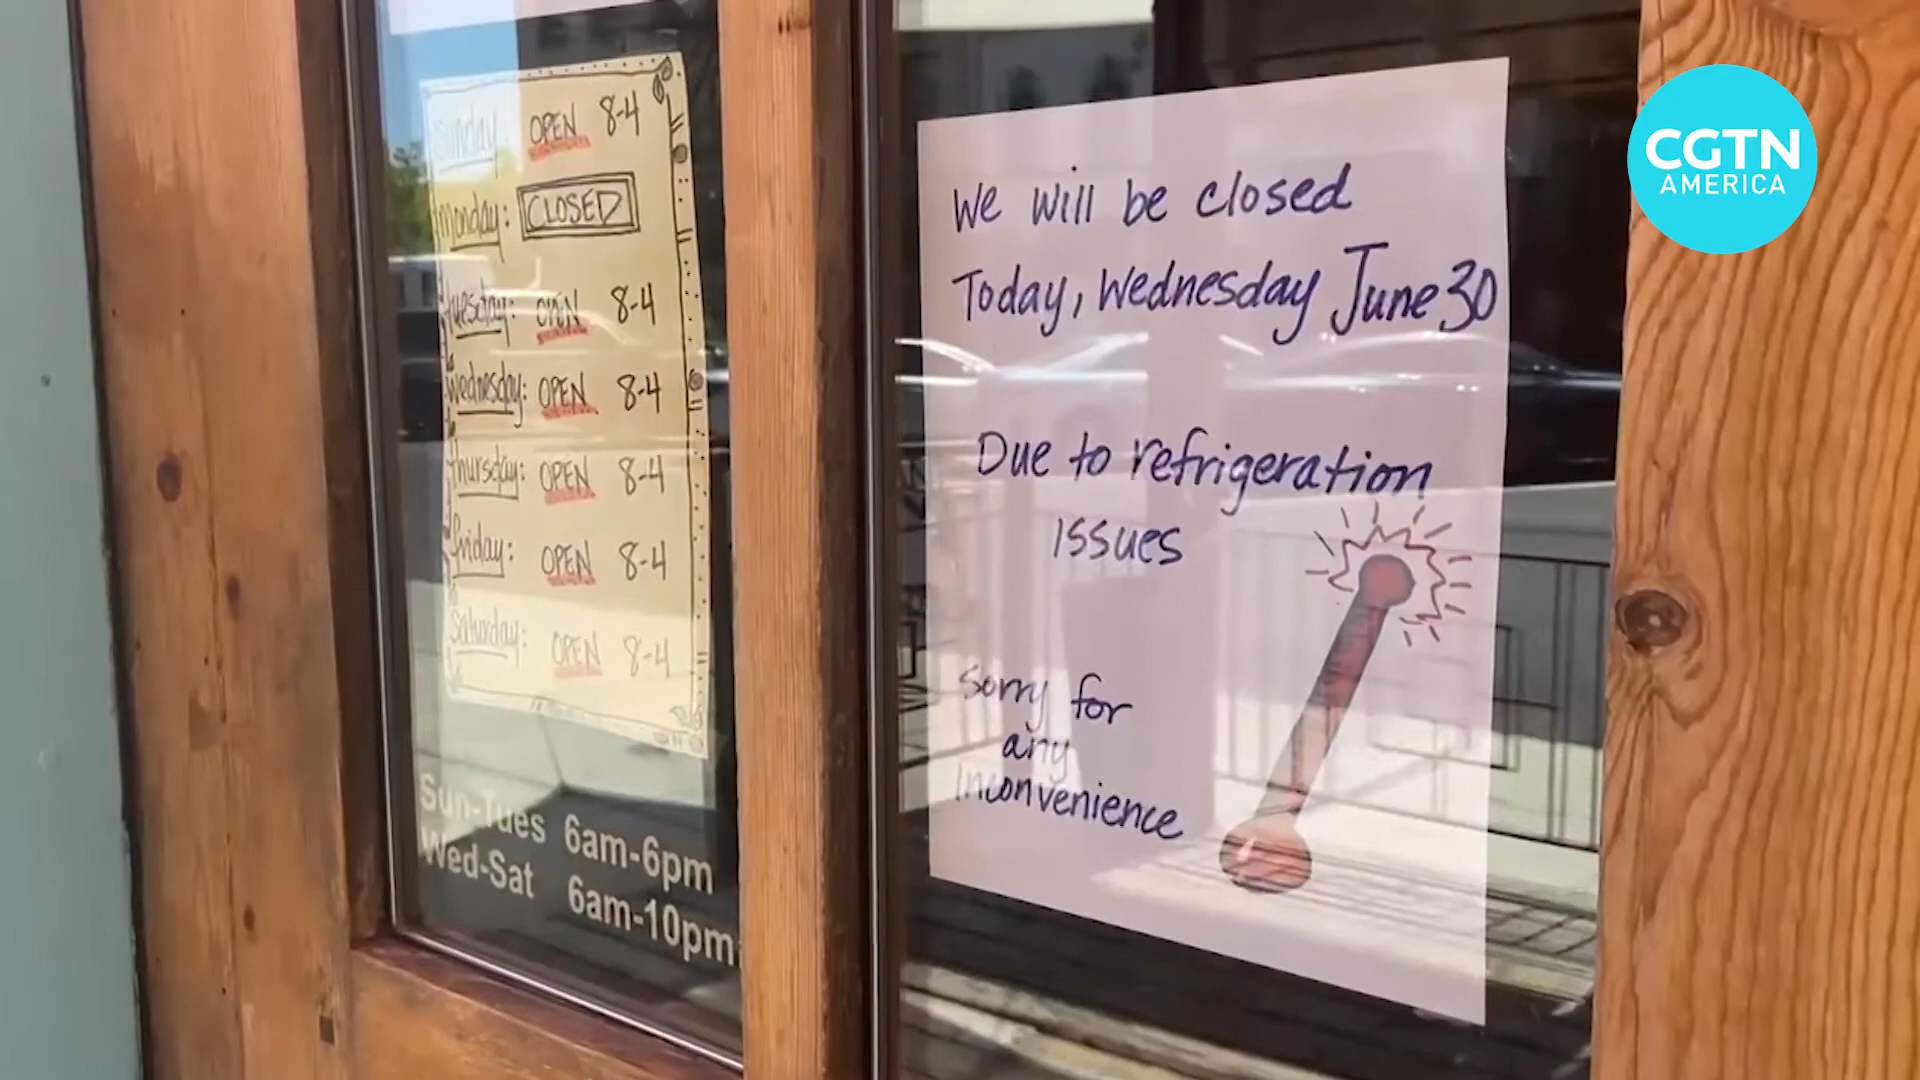 Sunday: OPEN 8-4
Monday: CLOSED
Tuesday: OPEN 8-4
Wednesday: OPEN 8-4
Thursday: OPEN 8-4
Friday: OPEN 8-4
Saturday: OPEN 8-4
Sun-Tues 6am-6pm
Wed-Sat 6am-10pm
We will be closed
Today, Wednesday June 30
Due to refrigeration
issues
Sorry for
any
inconvenience
CGTN
AMERICA